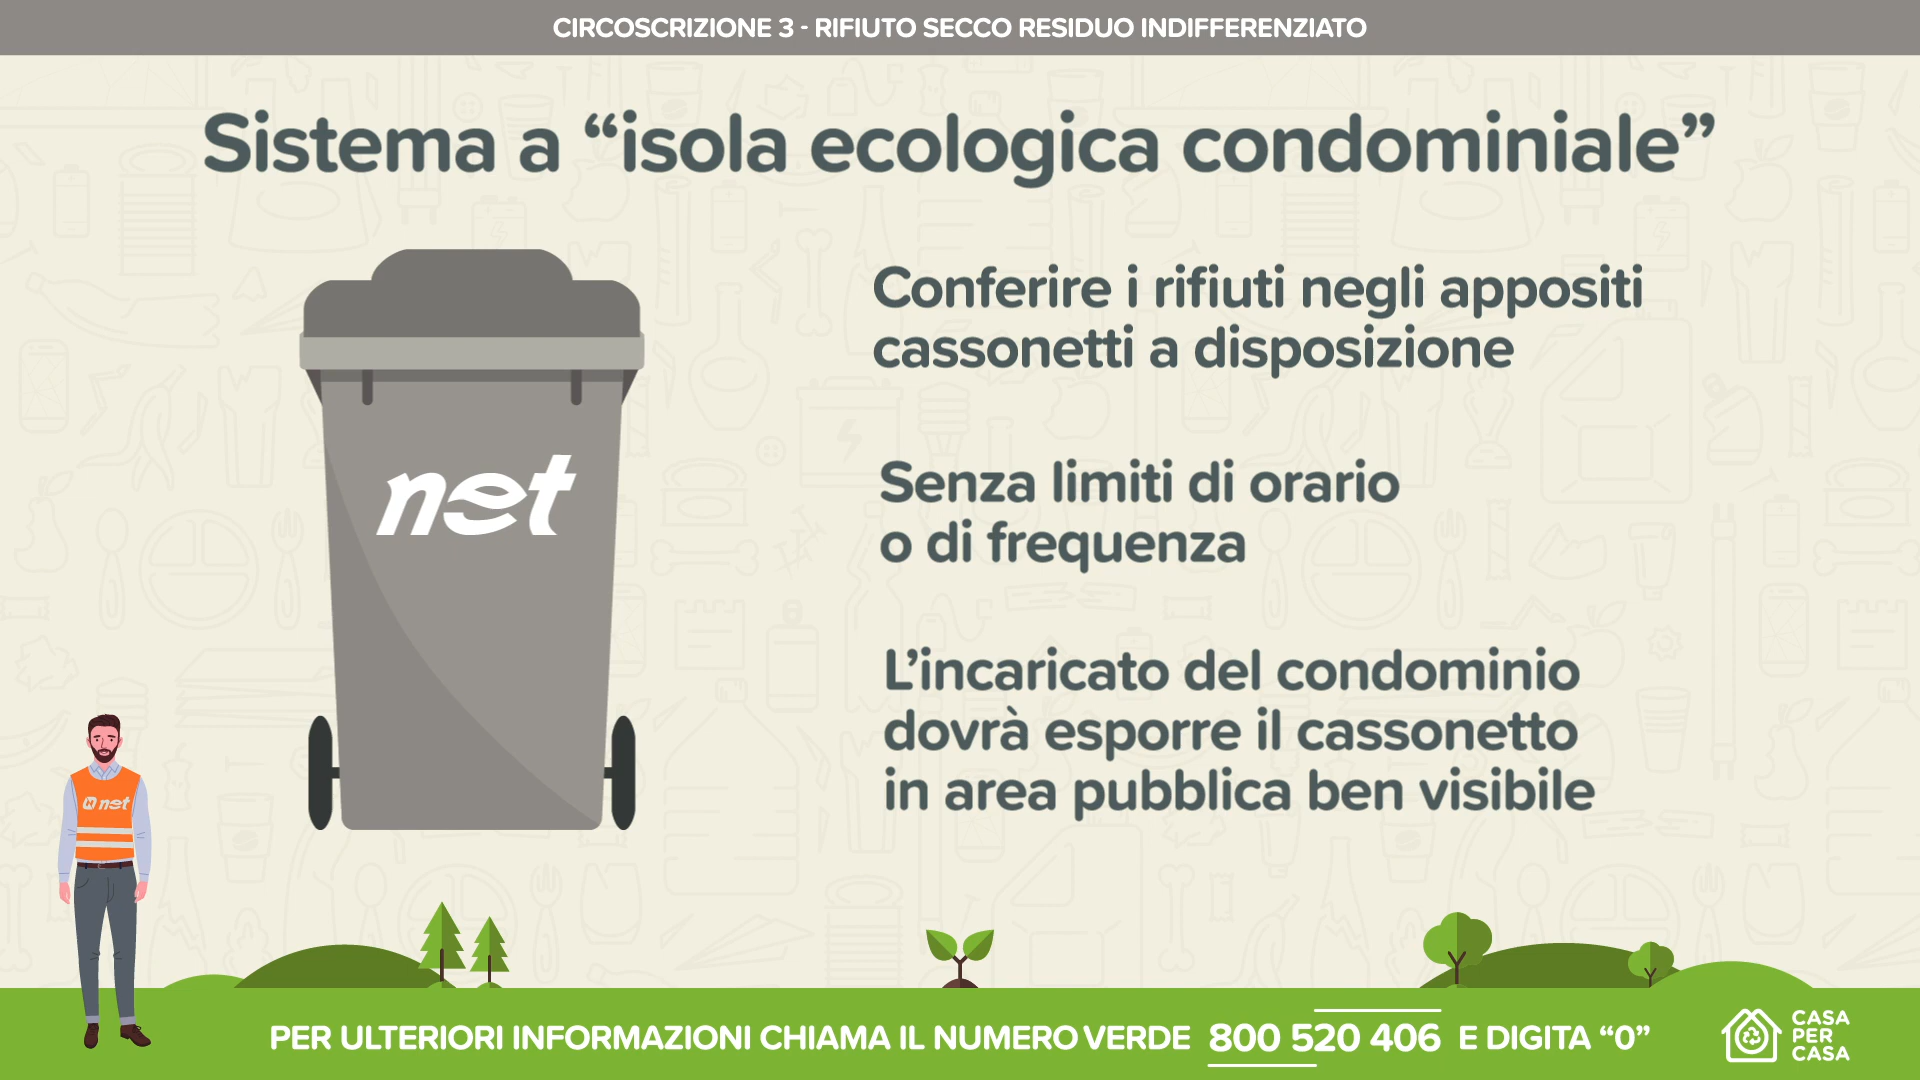 CIRCOSCRIZIONE 3 - RIFIUTO SECCO RESIDUO INDIFFERENZIATO
Sistema a “isola ecologica condominiale”
Conferire i rifiuti negli appositi
cassonetti a disposizione
net
Senza limiti di orario
o di frequenza
L’incaricato del condominio
dovrà esporre il cassonetto
in area pubblica ben visibile
net
PER ULTERIORI INFORMAZIONI CHIAMA IL NUMERO VERDE 800 520 406 E DIGITA “0”
CASA
PER
CASA